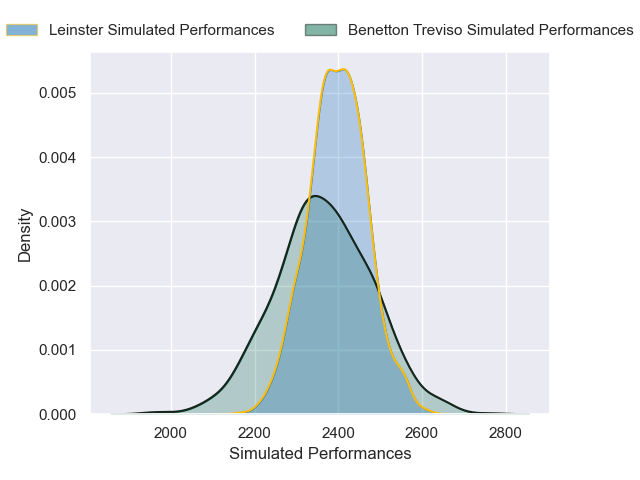 Leinster Simulated Performances
Benetton Treviso Simulated Performances
0.005
0.004
0.003
0.002
0.001
0.000
Density
2000 2200 2400 2600 2800
Simulated Performances